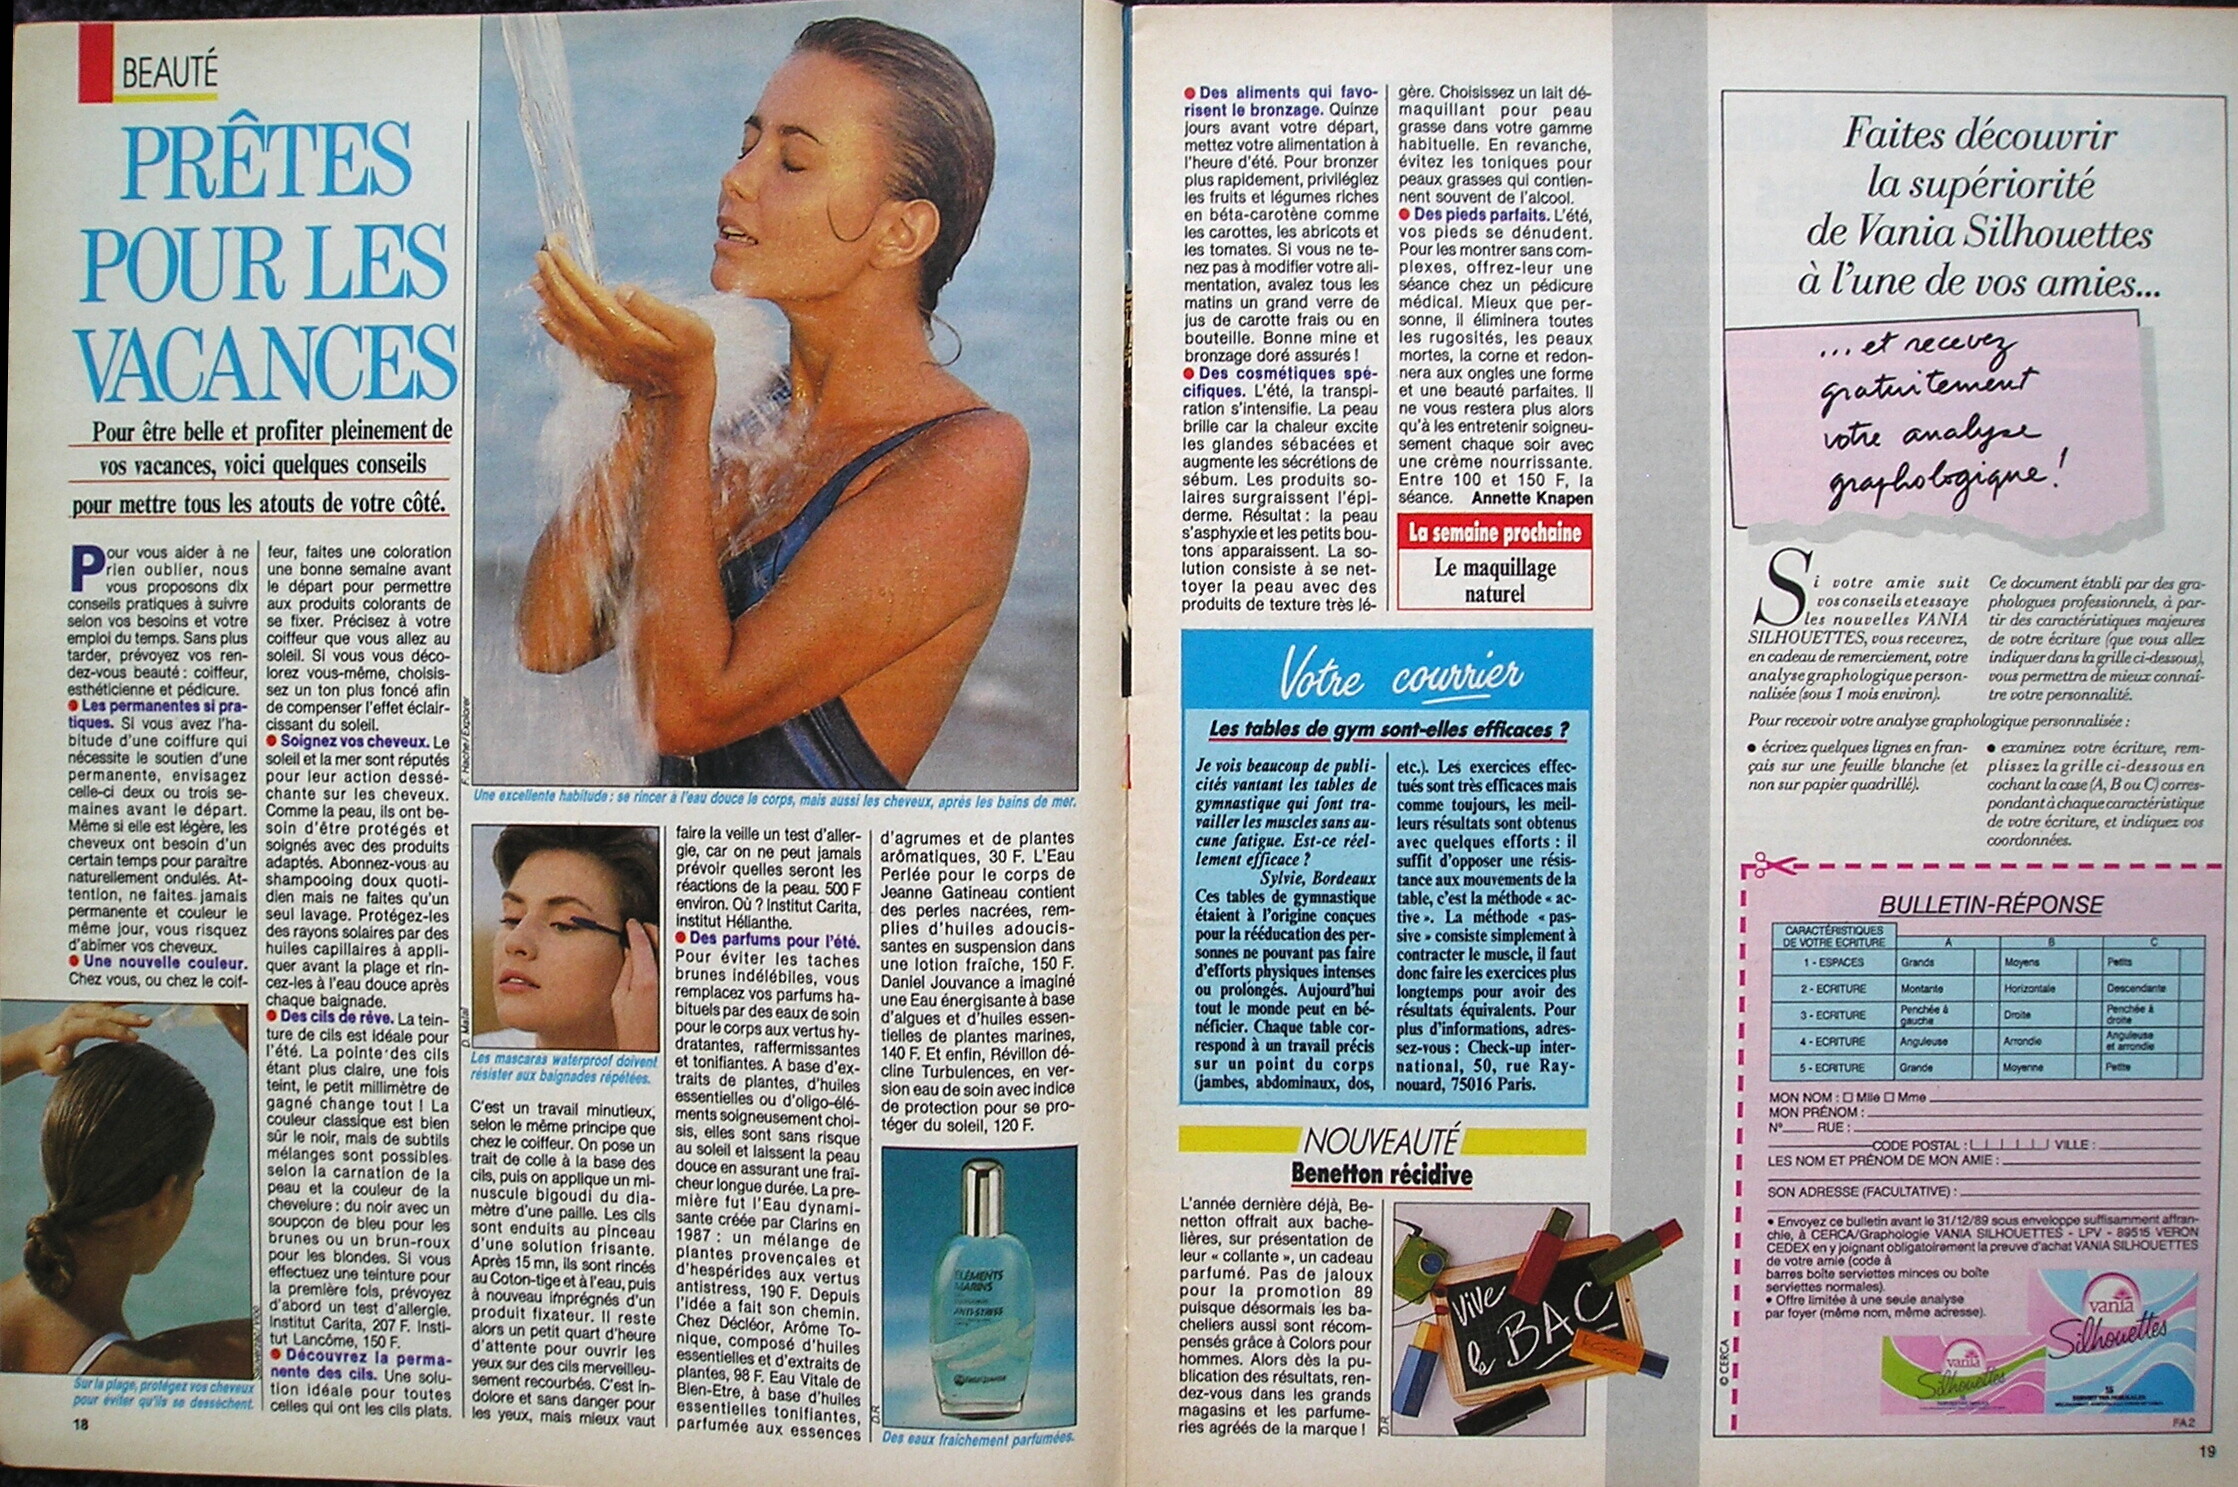 BEAUTÉ
PRÊTES
POUR LES
VACANCES
Pour être belle et profiter pleinement de
vos vacances, voici quelques conseils
pour mettre tous les atouts de votre côté.
Pour vous aider à ne
rien oublier, nous
vous proposons dix
conseils pratiques à suivre
selon vos besoins et votre
emploi du temps. Sans plus
tarder, prévoyez vos ren-
dez-vous beauté : coiffeur,
esthéticienne et pédicure.
● Les permanentes si pra-
tiques. Si vous avez l'ha-
bitude d'une coiffure qui
nécessite le soutien d'une
permanente, envisagez
celle-ci deux ou trois se-
maines avant le départ.
Même si elle est légère, les
cheveux ont besoin d'un
certain temps pour paraître
naturellement ondulés. At-
tention, ne faites jamais
permanente et couleur le
même jour, vous risquez
d'abîmer vos cheveux.
● Une nouvelle couleur.
Chez vous, ou chez le coif-
feur, faites une coloration
une bonne semaine avant
le départ pour permettre
aux produits colorants de
se fixer. Précisez à votre
coiffeur que vous allez au
soleil. Si vous vous déco-
lorez vous-même, choisis-
sez un ton plus foncé afin
de compenser l'effet éclair-
cissant du soleil.
● Soignez vos cheveux. Le
soleil et la mer sont réputés
pour leur action dessé-
chante sur les cheveux.
Comme la peau, ils ont be-
soin d'être protégés et
soignés avec des produits
adaptés. Abonnez-vous au
shampooing doux quoti-
dien mais ne faites qu'un
seul lavage. Protégez-les
des rayons solaires par des
huiles capillaires à appli-
quer avant la plage et rin-
cez-les à l'eau douce après
chaque baignade.
● Des cils de rêve. La tein-
ture de cils est idéale pour
l'été. La pointe des cils
étant plus claire, une fois
teint, le petit millimètre de
gagné change tout ! La
couleur classique est bien
sûr le noir, mais de subtils
mélanges sont possibles
selon la carnation de la
peau et la couleur de la
chevelure : du noir avec un
soupçon de bleu pour les
brunes ou un brun-roux
pour les blondes. Si vous
effectuez une teinture pour
la première fois, prévoyez
d'abord un test d'allergie.
Institut Carita, 207 F. Insti-
tut Lancôme, 150 F.
● Découvrez la perma-
nente des cils. Une solu-
tion idéale pour toutes
celles qui ont les cils plats.
Sur la plage, protégez vos cheveux
pour éviter qu'ils se dessèchent.
18
F. Hache/Explorer
Une excellente habitude : se rincer à l'eau douce le corps, mais aussi les cheveux, après les bains de mer.
Les mascaras waterproof doivent
résister aux baignades répétées.
C'est un travail minutieux,
selon le même principe que
chez le coiffeur. On pose un
trait de colle à la base des
cils, puis on applique un mi-
nuscule bigoudi du dia-
mètre d'une paille. Les cils
sont enduits au pinceau
d'une solution frisante.
Après 15 mn, ils sont rincés
au Coton-tige et à l'eau, puis
à nouveau imprégnés d'un
produit fixateur. Il reste
alors un petit quart d'heure
d'attente pour ouvrir les
yeux sur des cils merveilleu-
sement recourbés. C'est in-
dolore et sans danger pour
les yeux, mais mieux vaut
faire la veille un test d'aller-
gie, car on ne peut jamais
prévoir quelles seront les
réactions de la peau. 500 F
environ. Où ? Institut Carita,
institut Hélianthe.
● Des parfums pour l'été.
Pour éviter les taches
brunes indélébiles, vous
remplacez vos parfums ha-
bituels par des eaux de soin
pour le corps aux vertus hy-
dratantes, raffermissantes
et tonifiantes. A base d'ex-
traits de plantes, d'huiles
essentielles ou d'oligo-élé-
ments soigneusement choi-
sis, elles sont sans risque
au soleil et laissent la peau
douce en assurant une fraî-
cheur longue durée. La pre-
mière fut l'Eau dynami-
sante créée par Clarins en
1987 : un mélange de
plantes provençales et
d'hespérides aux vertus
antistress, 190 F. Depuis
l'idée a fait son chemin.
Chez Décléor, Arôme To-
nique, composé d'huiles
essentielles et d'extraits de
plantes, 98 F. Eau Vitale de
Bien-Etre, à base d'huiles
essentielles tonifiantes,
parfumée aux essences
d'agrumes et de plantes
arômatiques, 30 F. L'Eau
Perlée pour le corps de
Jeanne Gatineau contient
des perles nacrées, rem-
plies d'huiles adoucis-
santes en suspension dans
une lotion fraîche, 150 F.
Daniel Jouvance a imaginé
une Eau énergisante à base
d'algues et d'huiles essen-
tielles de plantes marines,
140 F. Et enfin, Révillon dé-
cline Turbulences, en ver-
sion eau de soin avec indice
de protection pour se pro-
téger du soleil, 120 F.
ÉLÉMENTS
MARINS
ANTI-STRESS
D.R.
Des eaux fraîchement parfumées.
● Des aliments qui favo-
risent le bronzage. Quinze
jours avant votre départ,
mettez votre alimentation à
l'heure d'été. Pour bronzer
plus rapidement, privilégiez
les fruits et légumes riches
en béta-carotène comme
les carottes, les abricots et
les tomates. Si vous ne te-
nez pas à modifier votre ali-
mentation, avalez tous les
matins un grand verre de
jus de carotte frais ou en
bouteille. Bonne mine et
bronzage doré assurés !
● Des cosmétiques spé-
cifiques. L'été, la transpi-
ration s'intensifie. La peau
brille car la chaleur excite
les glandes sébacées et
augmente les sécrétions de
sébum. Les produits so-
laires surgraissent l'épi-
derme. Résultat : la peau
s'asphyxie et les petits bou-
tons apparaissent. La so-
lution consiste à se net-
toyer la peau avec des
produits de texture très lé-
gère. Choisissez un lait dé-
maquillant pour peau
grasse dans votre gamme
habituelle. En revanche,
évitez les toniques pour
peaux grasses qui contien-
nent souvent de l'alcool.
● Des pieds parfaits. L'été,
vos pieds se dénudent.
Pour les montrer sans com-
plexes, offrez-leur une
séance chez un pédicure
médical. Mieux que per-
sonne, il éliminera toutes
les rugosités, les peaux
mortes, la corne et redon-
nera aux ongles une forme
et une beauté parfaites. Il
ne vous restera plus alors
qu'à les entretenir soigneu-
sement chaque soir avec
une crème nourrissante.
Entre 100 et 150 F, la
séance. Annette Knapen
La semaine prochaine
Le maquillage
naturel
Votre courrier
Les tables de gym sont-elles efficaces ?
Je vois beaucoup de publi-
cités vantant les tables de
gymnastique qui font tra-
vailler les muscles sans au-
cune fatigue. Est-ce réel-
lement efficace ?
Sylvie, Bordeaux
Ces tables de gymnastique
étaient à l'origine conçues
pour la rééducation des per-
sonnes ne pouvant pas faire
d'efforts physiques intenses
ou prolongés. Aujourd'hui
tout le monde peut en bé-
néficier. Chaque table cor-
respond à un travail précis
sur un point du corps
(jambes, abdominaux, dos,
etc.). Les exercices effec-
tués sont très efficaces mais
comme toujours, les meil-
leurs résultats sont obtenus
avec quelques efforts : il
suffit d'opposer une résis-
tance aux mouvements de la
table, c'est la méthode « ac-
tive ». La méthode « pas-
sive » consiste simplement à
contracter le muscle, il faut
donc faire les exercices plus
longtemps pour avoir des
résultats équivalents. Pour
plus d'informations, adres-
sez-vous : Check-up inter-
national, 50, rue Ray-
nouard, 75016 Paris.
NOUVEAUTÉ
Benetton récidive
L'année dernière déjà, Be-
netton offrait aux bache-
lières, sur présentation de
leur « collante », un cadeau
parfumé. Pas de jaloux
pour la promotion 89
puisque désormais les ba-
cheliers aussi sont récom-
pensés grâce à Colors pour
hommes. Alors dès la pu-
blication des résultats, ren-
dez-vous dans les grands
magasins et les parfume-
ries agréés de la marque !
Vive
le BAC
D.R.
Faites découvrir
la supériorité
de Vania Silhouettes
à l'une de vos amies...
... et recevez
gratuitement
votre analyse
graphologique !
Si votre amie suit
vos conseils et essaye
les nouvelles VANIA
SILHOUETTES, vous recevrez,
en cadeau de remerciement, votre
analyse graphologique person-
nalisée (sous 1 mois environ).
Ce document établi par des gra-
phologues professionnels, à par-
tir des caractéristiques majeures
de votre écriture (que vous allez
indiquer dans la grille ci-dessous),
vous permettra de mieux connaî-
tre votre personnalité.
Pour recevoir votre analyse graphologique personnalisée :
● écrivez quelques lignes en fran-
çais sur une feuille blanche (et
non sur papier quadrillé).
● examinez votre écriture, rem-
plissez la grille ci-dessous en
cochant la case (A, B ou C) corres-
pondant à chaque caractéristique
de votre écriture, et indiquez vos
coordonnées.
BULLETIN-RÉPONSE
CARACTÉRISTIQUES
DE VOTRE ECRITURE A B C
1 - ESPACES Grands Moyens Petits
2 - ECRITURE Montante Horizontale Descendante
3 - ECRITURE Penchée à gauche Droite Penchée à droite
4 - ECRITURE Anguleuse Arrondie Anguleuse et arrondie
5 - ECRITURE Grande Moyenne Petite
MON NOM : □ Mlle □ Mme
MON PRÉNOM :
N° RUE :
CODE POSTAL : VILLE :
LES NOM ET PRÉNOM DE MON AMIE :
SON ADRESSE (FACULTATIVE) :
● Envoyez ce bulletin avant le 31/12/89 sous enveloppe suffisamment affran-
chie, à CERCA/Graphologie VANIA SILHOUETTES - LPV - 89515 VERON
CEDEX en y joignant obligatoirement la preuve d'achat VANIA SILHOUETTES
de votre amie (code à
barres boîte serviettes minces ou boîte
serviettes normales).
● Offre limitée à une seule analyse
par foyer (même nom, même adresse).
vania
Silhouettes
vania
Silhouettes
© CERCA
FA 2
19